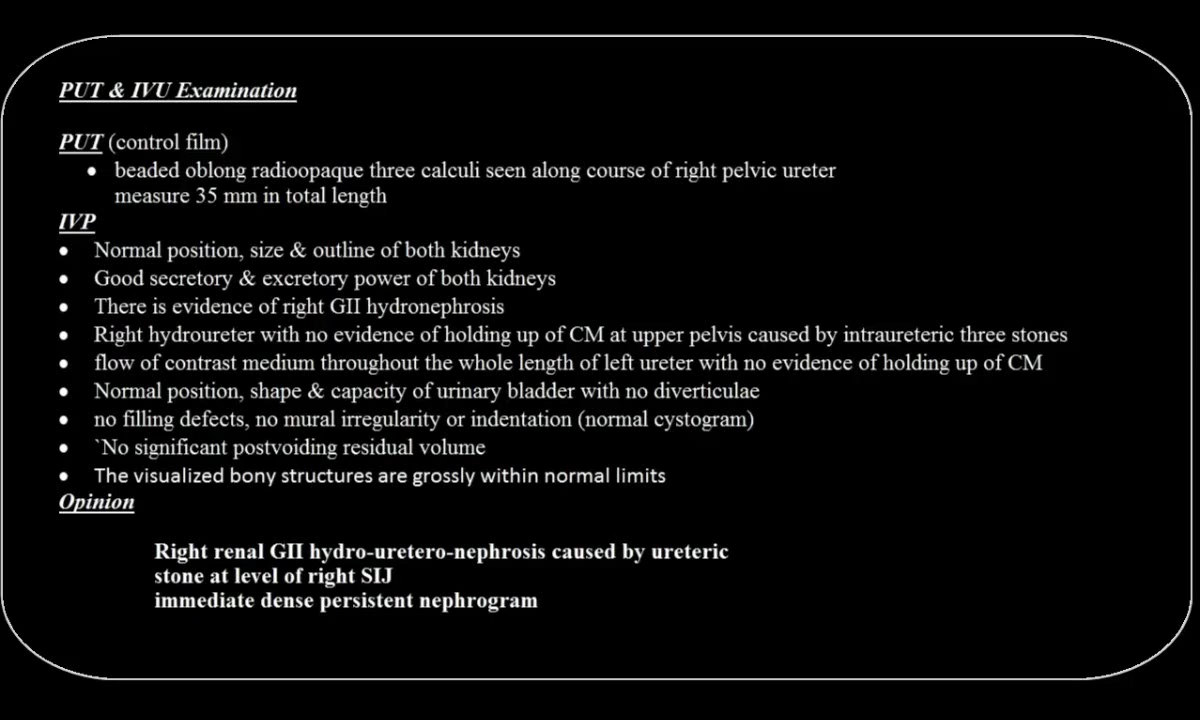 PUT & IVU Examination
PUT (control film)
• beaded oblong radioopaque three calculi seen along course of right pelvic ureter
measure 35 mm in total length
IVP
• Normal position, size & outline of both kidneys
• Good secretory & excretory power of both kidneys
• There is evidence of right GII hydronephrosis
• Right hydroureter with no evidence of holding up of CM at upper pelvis caused by intraureteric three stones
• flow of contrast medium throughout the whole length of left ureter with no evidence of holding up of CM
• Normal position, shape & capacity of urinary bladder with no diverticulae
• no filling defects, no mural irregularity or indentation (normal cystogram)
• `No significant postvoiding residual volume
• The visualized bony structures are grossly within normal limits
Opinion
Right renal GII hydro-uretero-nephrosis caused by ureteric
stone at level of right SIJ
immediate dense persistent nephrogram